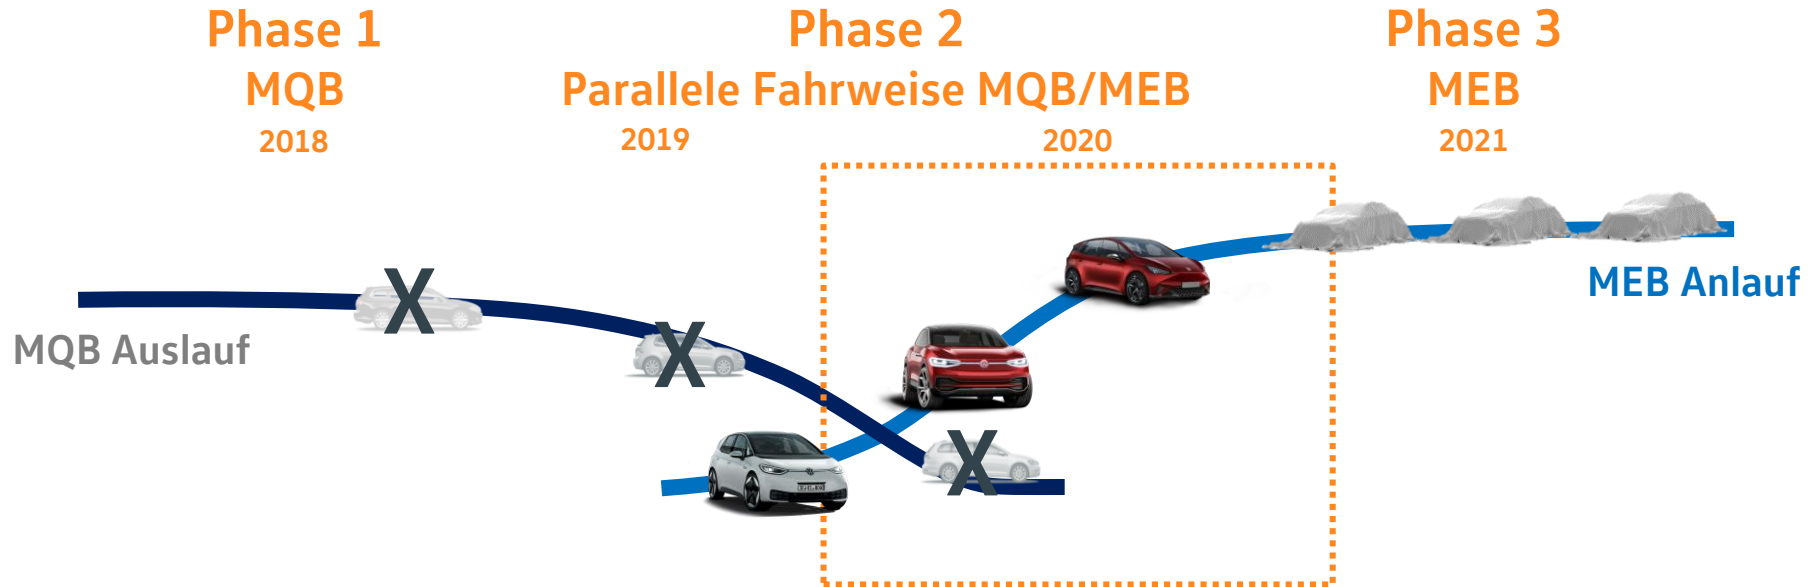 Phase 1
MQB
2018
Phase 2
Parallele Fahrweise MQB/MEB
2019
2020
Phase 3
MEB
2021
MQB Auslauf
MEB Anlauf
X
X
X